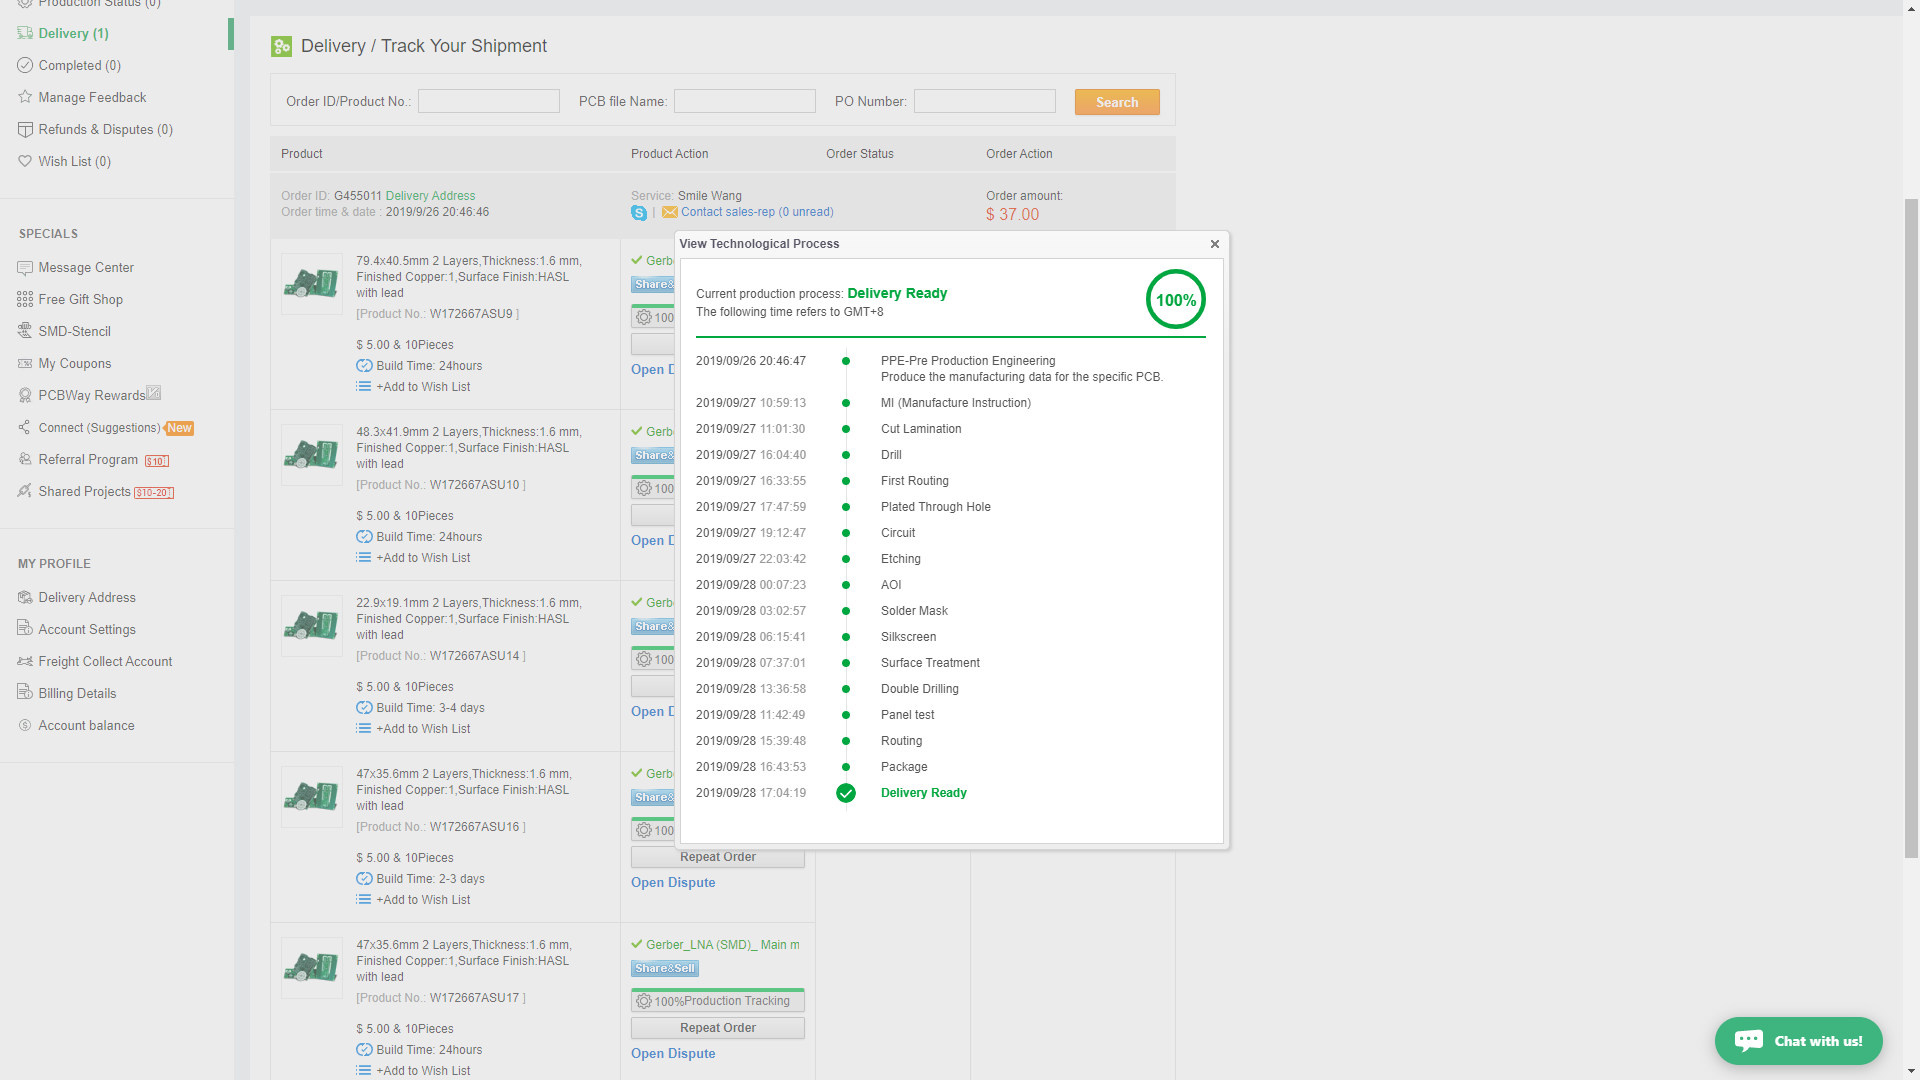 Production Status (0)
Delivery (1)
Completed (0)
Manage Feedback
Refunds & Disputes (0)
Wish List (0)
SPECIALS
Message Center
Free Gift Shop
SMD-Stencil
My Coupons
PCBWay Rewards
Connect (Suggestions) New
Referral Program $10
Shared Projects $10-20
MY PROFILE
Delivery Address
Account Settings
Freight Collect Account
Billing Details
Account balance
Delivery / Track Your Shipment
Order ID/Product No.: PCB file Name: PO Number: Search
Product Product Action Order Status Order Action
Order ID: G455011 Delivery Address
Order time & date : 2019/9/26 20:46:46
Service: Smile Wang
S | Contact sales-rep (0 unread)
Order amount:
$ 37.00
79.4x40.5mm 2 Layers,Thickness:1.6 mm,
Finished Copper:1,Surface Finish:HASL
with lead
[Product No.: W172667ASU9 ]
$ 5.00 & 10Pieces
Build Time: 24hours
+Add to Wish List
Gerb
Share&
100
Open D
48.3x41.9mm 2 Layers,Thickness:1.6 mm,
Finished Copper:1,Surface Finish:HASL
with lead
[Product No.: W172667ASU10 ]
$ 5.00 & 10Pieces
Build Time: 24hours
+Add to Wish List
Gerb
Share&
100
Open D
22.9x19.1mm 2 Layers,Thickness:1.6 mm,
Finished Copper:1,Surface Finish:HASL
with lead
[Product No.: W172667ASU14 ]
$ 5.00 & 10Pieces
Build Time: 3-4 days
+Add to Wish List
Gerb
Share&
100
Open D
47x35.6mm 2 Layers,Thickness:1.6 mm,
Finished Copper:1,Surface Finish:HASL
with lead
[Product No.: W172667ASU16 ]
$ 5.00 & 10Pieces
Build Time: 2-3 days
+Add to Wish List
Gerb
Share&
100
Repeat Order
Open Dispute
47x35.6mm 2 Layers,Thickness:1.6 mm,
Finished Copper:1,Surface Finish:HASL
with lead
[Product No.: W172667ASU17 ]
$ 5.00 & 10Pieces
Build Time: 24hours
+Add to Wish List
Gerber_LNA (SMD)_ Main m
Share&Sell
100%Production Tracking
Repeat Order
Open Dispute
View Technological Process
Current production process: Delivery Ready
The following time refers to GMT+8
100%
2019/09/26 20:46:47 PPE-Pre Production Engineering
Produce the manufacturing data for the specific PCB.
2019/09/27 10:59:13 MI (Manufacture Instruction)
2019/09/27 11:01:30 Cut Lamination
2019/09/27 16:04:40 Drill
2019/09/27 16:33:55 First Routing
2019/09/27 17:47:59 Plated Through Hole
2019/09/27 19:12:47 Circuit
2019/09/27 22:03:42 Etching
2019/09/28 00:07:23 AOI
2019/09/28 03:02:57 Solder Mask
2019/09/28 06:15:41 Silkscreen
2019/09/28 07:37:01 Surface Treatment
2019/09/28 13:36:58 Double Drilling
2019/09/28 11:42:49 Panel test
2019/09/28 15:39:48 Routing
2019/09/28 16:43:53 Package
2019/09/28 17:04:19 Delivery Ready
Chat with us!